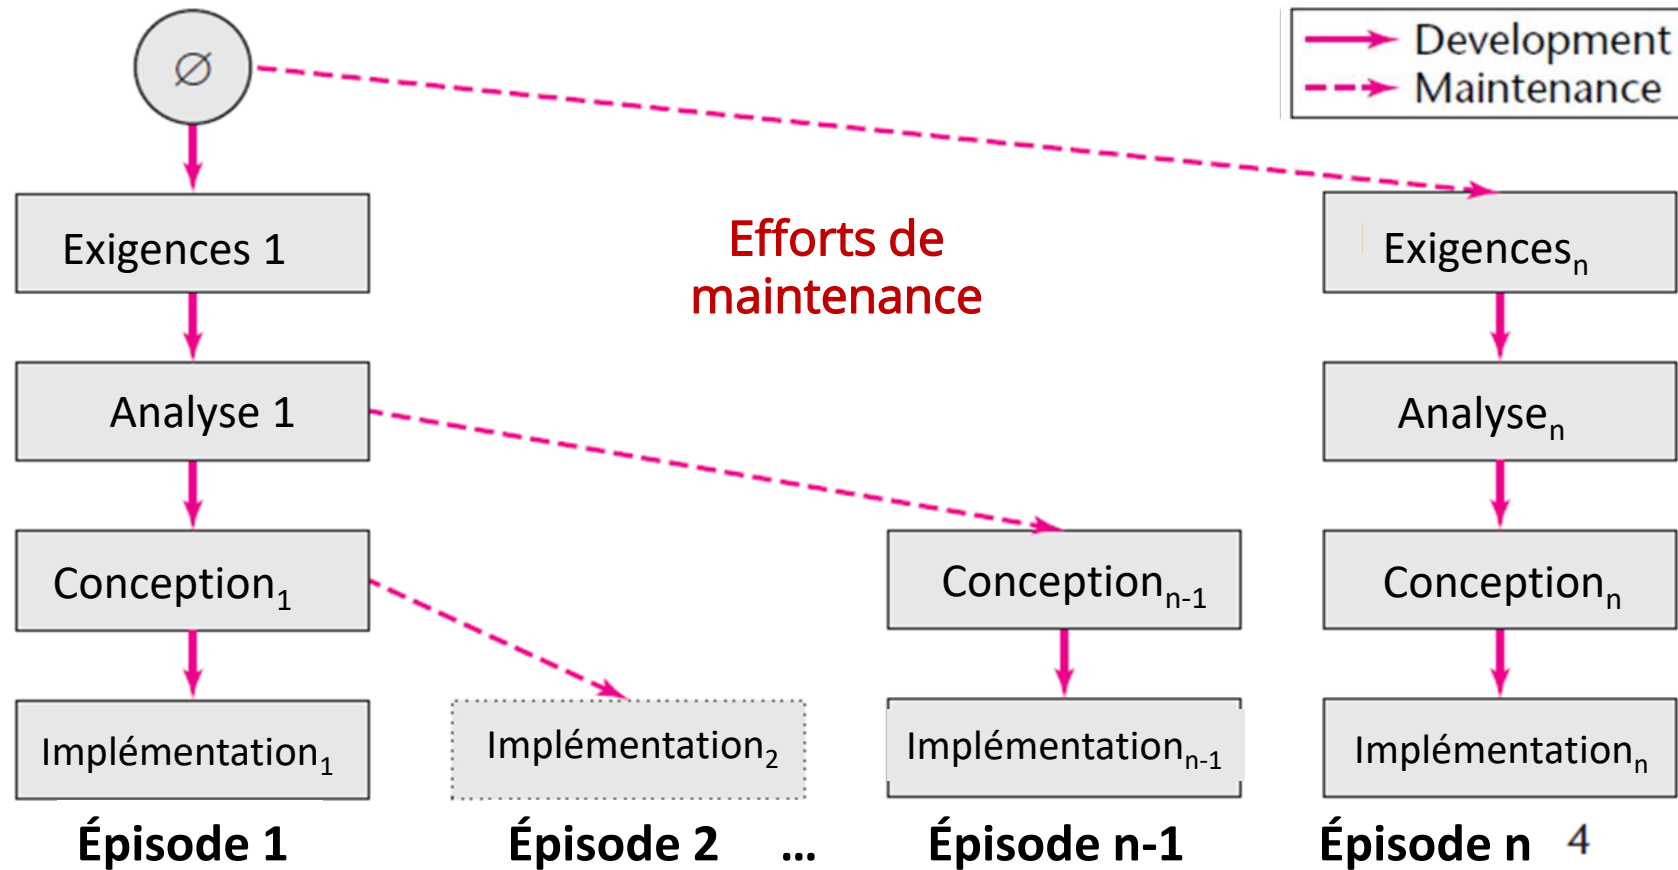 ∅
Development
Maintenance
Efforts de
maintenance
Exigences 1
Exigencesₙ
Analyse 1
Analyseₙ
Conception₁
Conceptionₙ₋₁
Conceptionₙ
Implémentation₁
Implémentation₂
Implémentationₙ₋₁
Implémentationₙ
Épisode 1
Épisode 2
...
Épisode n-1
Épisode n
4